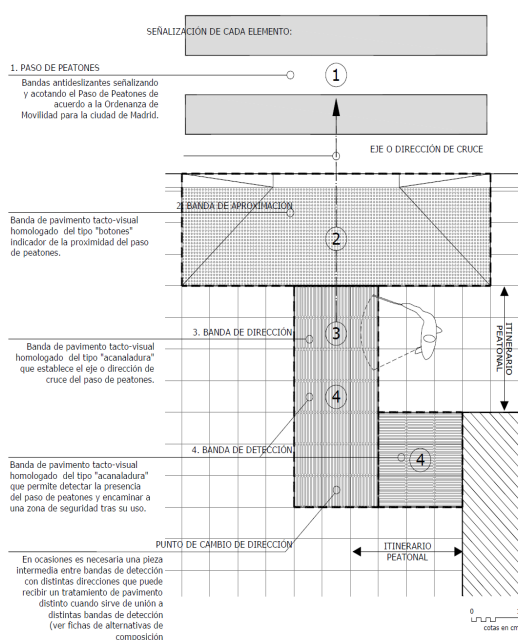 SEÑALIZACIÓN DE CADA ELEMENTO:
1. PASO DE PEATONES
Bandas antideslizantes señalizando
y acotando el Paso de Peatones de
acuerdo a la Ordenanza de
Movilidad para la ciudad de Madrid.
1
EJE O DIRECCIÓN DE CRUCE
2. BANDA DE APROXIMACIÓN
Banda de pavimento tacto-visual
homologado del tipo "botones"
indicador de la proximidad del paso
de peatones.
2
3. BANDA DE DIRECCIÓN
3
Banda de pavimento tacto-visual
homologado del tipo "acanaladura"
que establece el eje o dirección de
cruce del paso de peatones.
ITINERARIO
PEATONAL
4
4. BANDA DE DETECCIÓN
4
Banda de pavimento tacto-visual
homologado del tipo "acanaladura"
que permite detectar la presencia
del paso de peatones y encaminar a
una zona de seguridad tras su uso.
PUNTO DE CAMBIO DE DIRECCIÓN
ITINERARIO
PEATONAL
En ocasiones es necesaria una pieza
intermedia entre bandas de detección
con distintas direcciones que puede
recibir un tratamiento de pavimento
distinto cuando sirve de unión a
distintas bandas de detección
(ver fichas de alternativas de
composición
0
cotas en cm